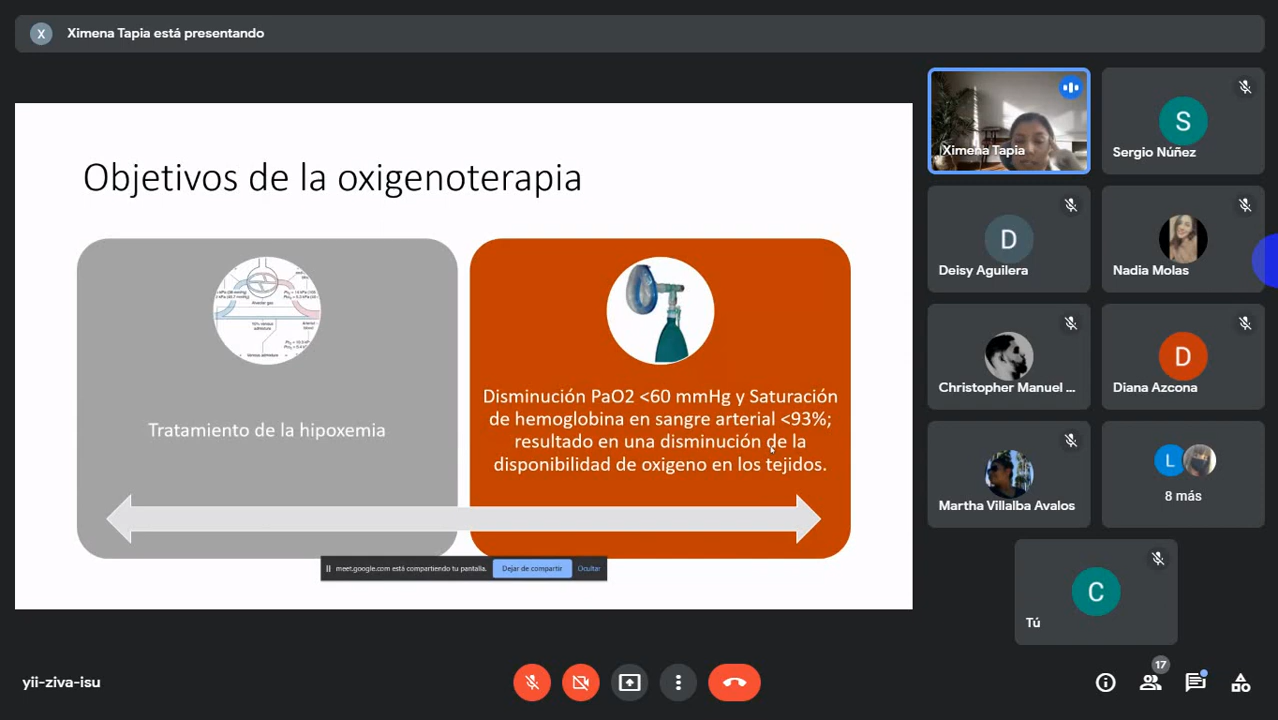 X Ximena Tapia está presentando
Objetivos de la oxigenoterapia
Tratamiento de la hipoxemia
Disminución PaO2 <60 mmHg y Saturación
de hemoglobina en sangre arterial <93%;
resultado en una disminución de la
disponibilidad de oxigeno en los tejidos.
meet.google.com está compartiendo tu pantalla.
Dejar de compartir
Ocultar
Ximena Tapia
S
Sergio Núñez
D
Deisy Aguilera
Nadia Molas
Christopher Manuel ...
D
Diana Azcona
Martha Villalba Avalos
L
8 más
C
Tú
yii-ziva-isu
17